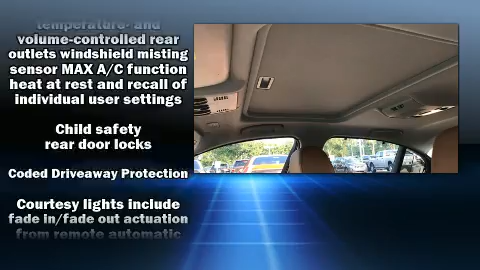 temperature- and
volume-controlled rear
outlets windshield misting
sensor MAX A/C function
heat at rest and recall of
individual user settings
Child safety
rear door locks
Coded Driveaway Protection
Courtesy lights include
fade in/fade out actuation
from remote automatic